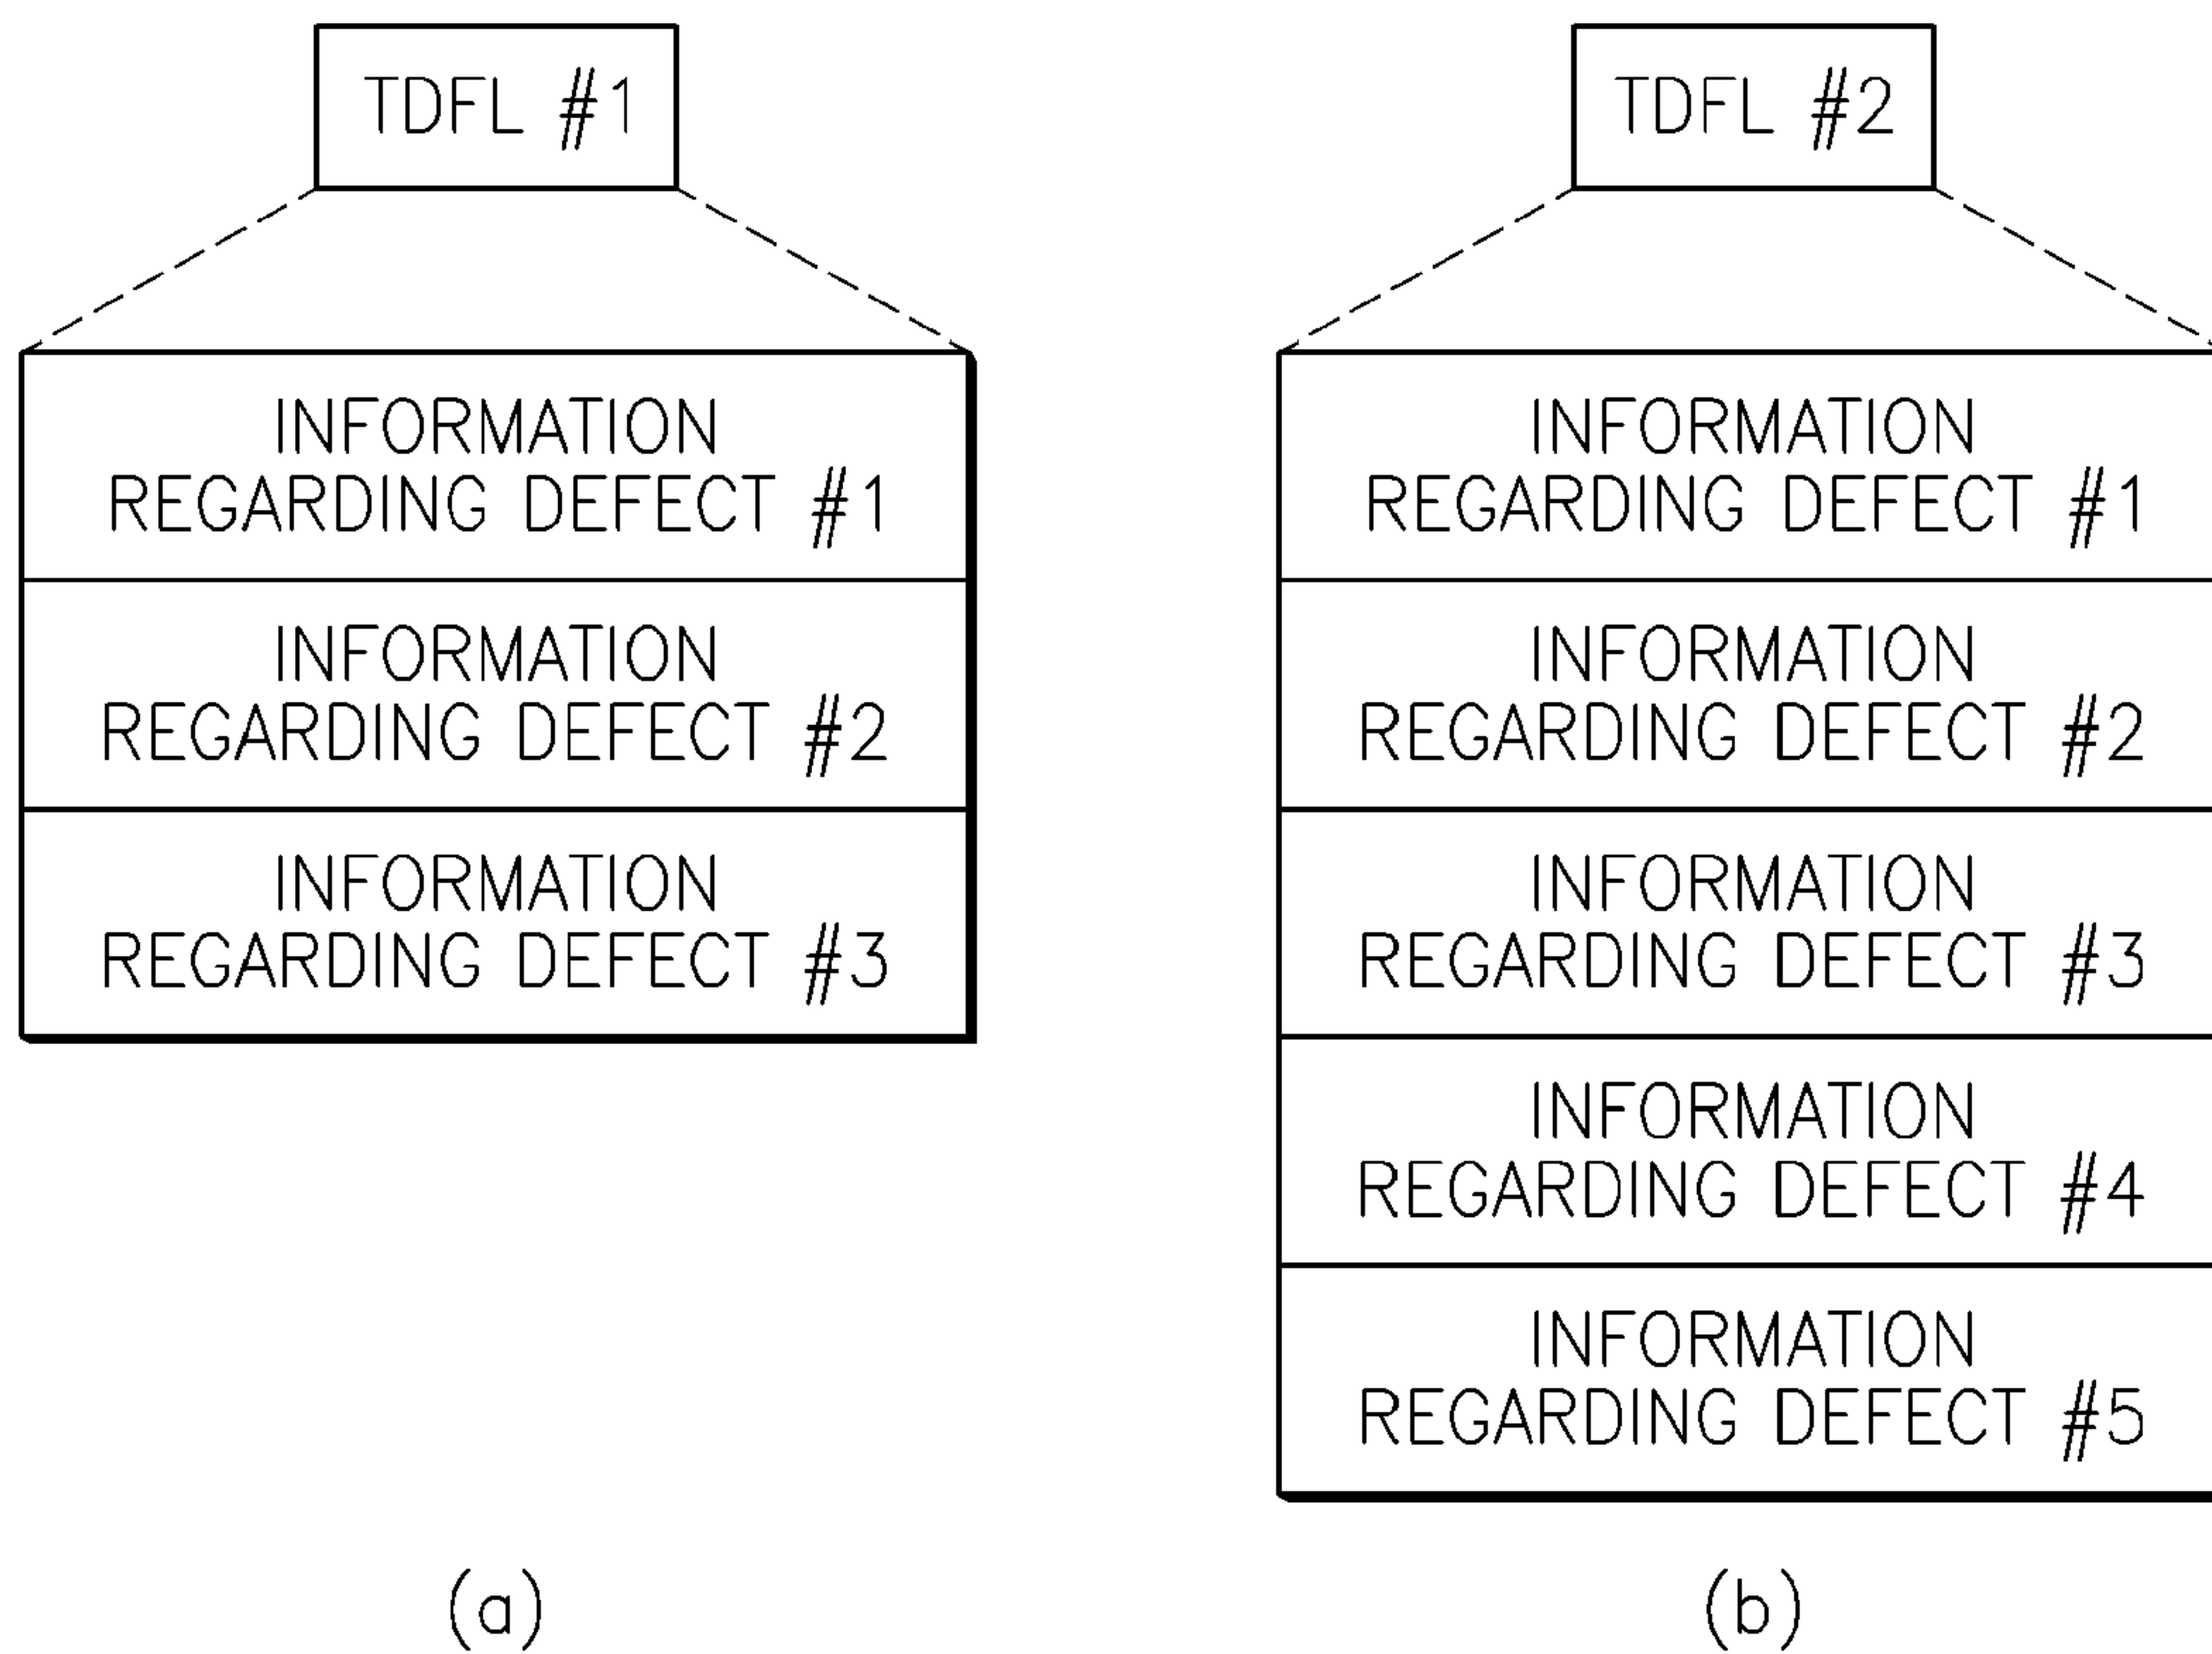 TDFL #1
INFORMATION
REGARDING DEFECT #1
INFORMATION
REGARDING DEFECT #2
INFORMATION
REGARDING DEFECT #3
(a)
TDFL #2
INFORMATION
REGARDING DEFECT #1
INFORMATION
REGARDING DEFECT #2
INFORMATION
REGARDING DEFECT #3
INFORMATION
REGARDING DEFECT #4
INFORMATION
REGARDING DEFECT #5
(b)